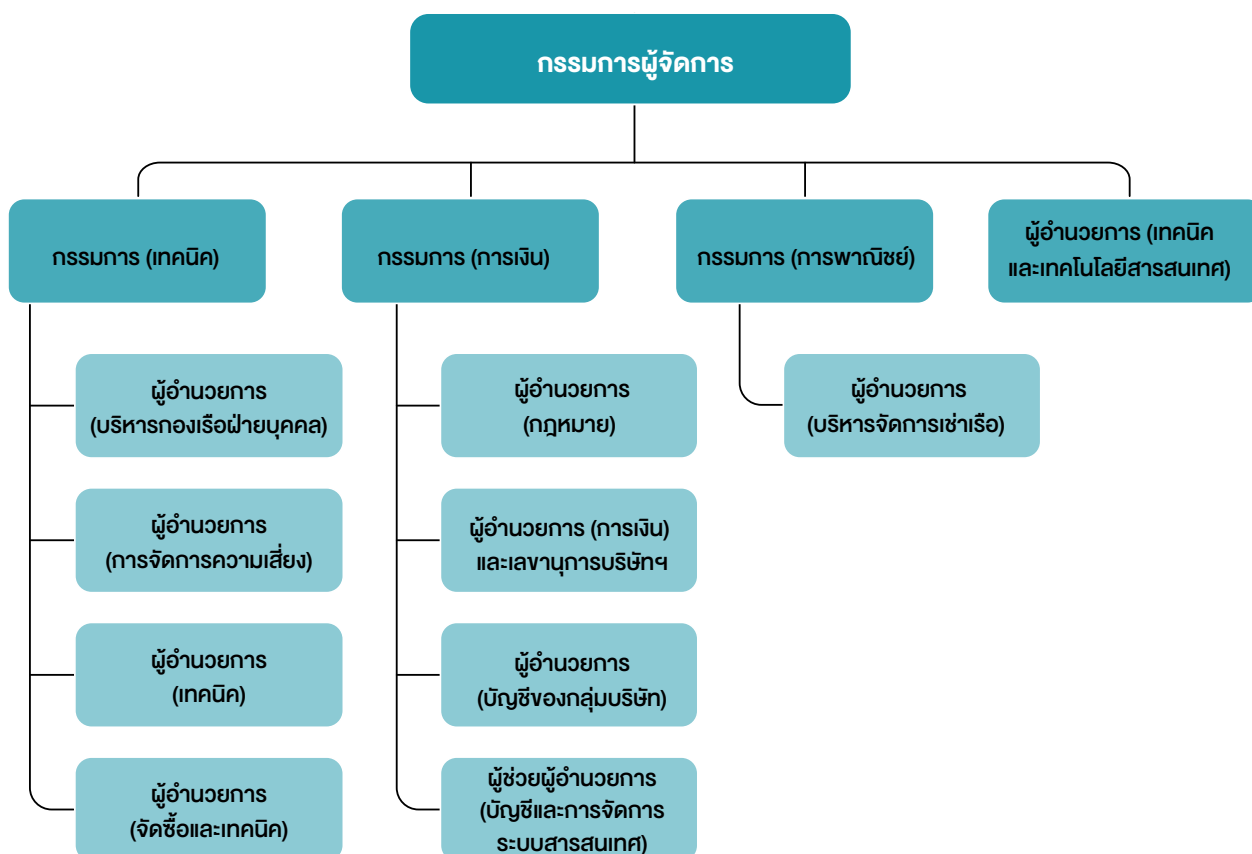 กรรมการผู้จัดการ
กรรมการ (เทคนิค)
กรรมการ (การเงิน)
กรรมการ (การพาณิชย์)
ผู้อำนวยการ (เทคนิค
และเทคโนโลยีสารสนเทศ)
ผู้อำนวยการ
(บริหารกองเรือฝ่ายบุคคล)
ผู้อำนวยการ
(การจัดการความเสี่ยง)
ผู้อำนวยการ
(เทคนิค)
ผู้อำนวยการ
(จัดซื้อและเทคนิค)
ผู้อำนวยการ
(กฎหมาย)
ผู้อำนวยการ (การเงิน)
และเลขานุการบริษัทฯ
ผู้อำนวยการ
(บัญชีของกลุ่มบริษัท)
ผู้ช่วยผู้อำนวยการ
(บัญชีและการจัดการ
ระบบสารสนเทศ)
ผู้อำนวยการ
(บริหารจัดการเช่าเรือ)